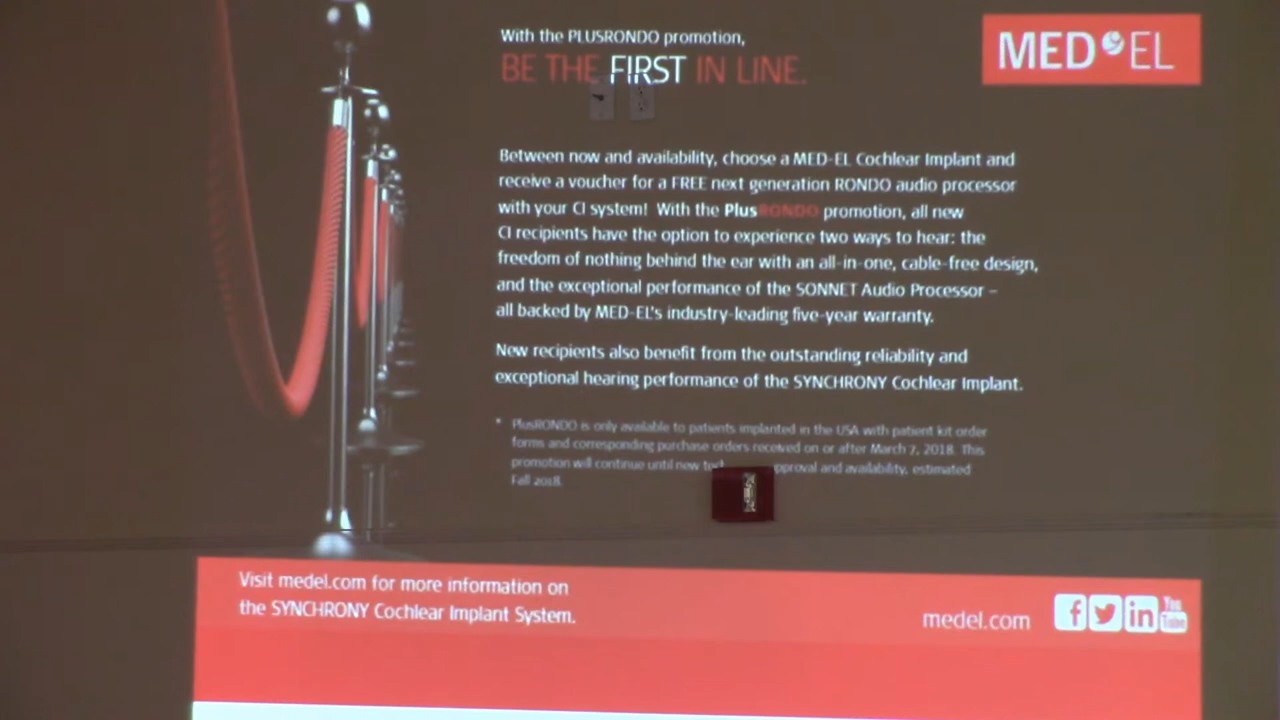 With the PLUSRONDO promotion,
BE THE FIRST IN LINE.
MED EL
Between now and availability, choose a MED-EL Cochlear Implant and
receive a voucher for a FREE next generation RONDO audio processor
with your CI system! With the PlusRONDO promotion, all new
CI recipients have the option to experience two ways to hear: the
freedom of nothing behind the ear with an all-in-one, cable-free design,
and the exceptional performance of the SONNET Audio Processor –
all backed by MED-EL's industry-leading five-year warranty.
New recipients also benefit from the outstanding reliability and
exceptional hearing performance of the SYNCHRONY Cochlear Implant.
* PlusRONDO is only available to patients implanted in the USA with patient kit order
forms and corresponding purchase orders received on or after March 7, 2018. This
promotion will continue until new and availability, estimated
Fall 2018.
Visit medel.com for more information on
the SYNCHRONY Cochlear Implant System.
medel.com
f
in
You
Tube